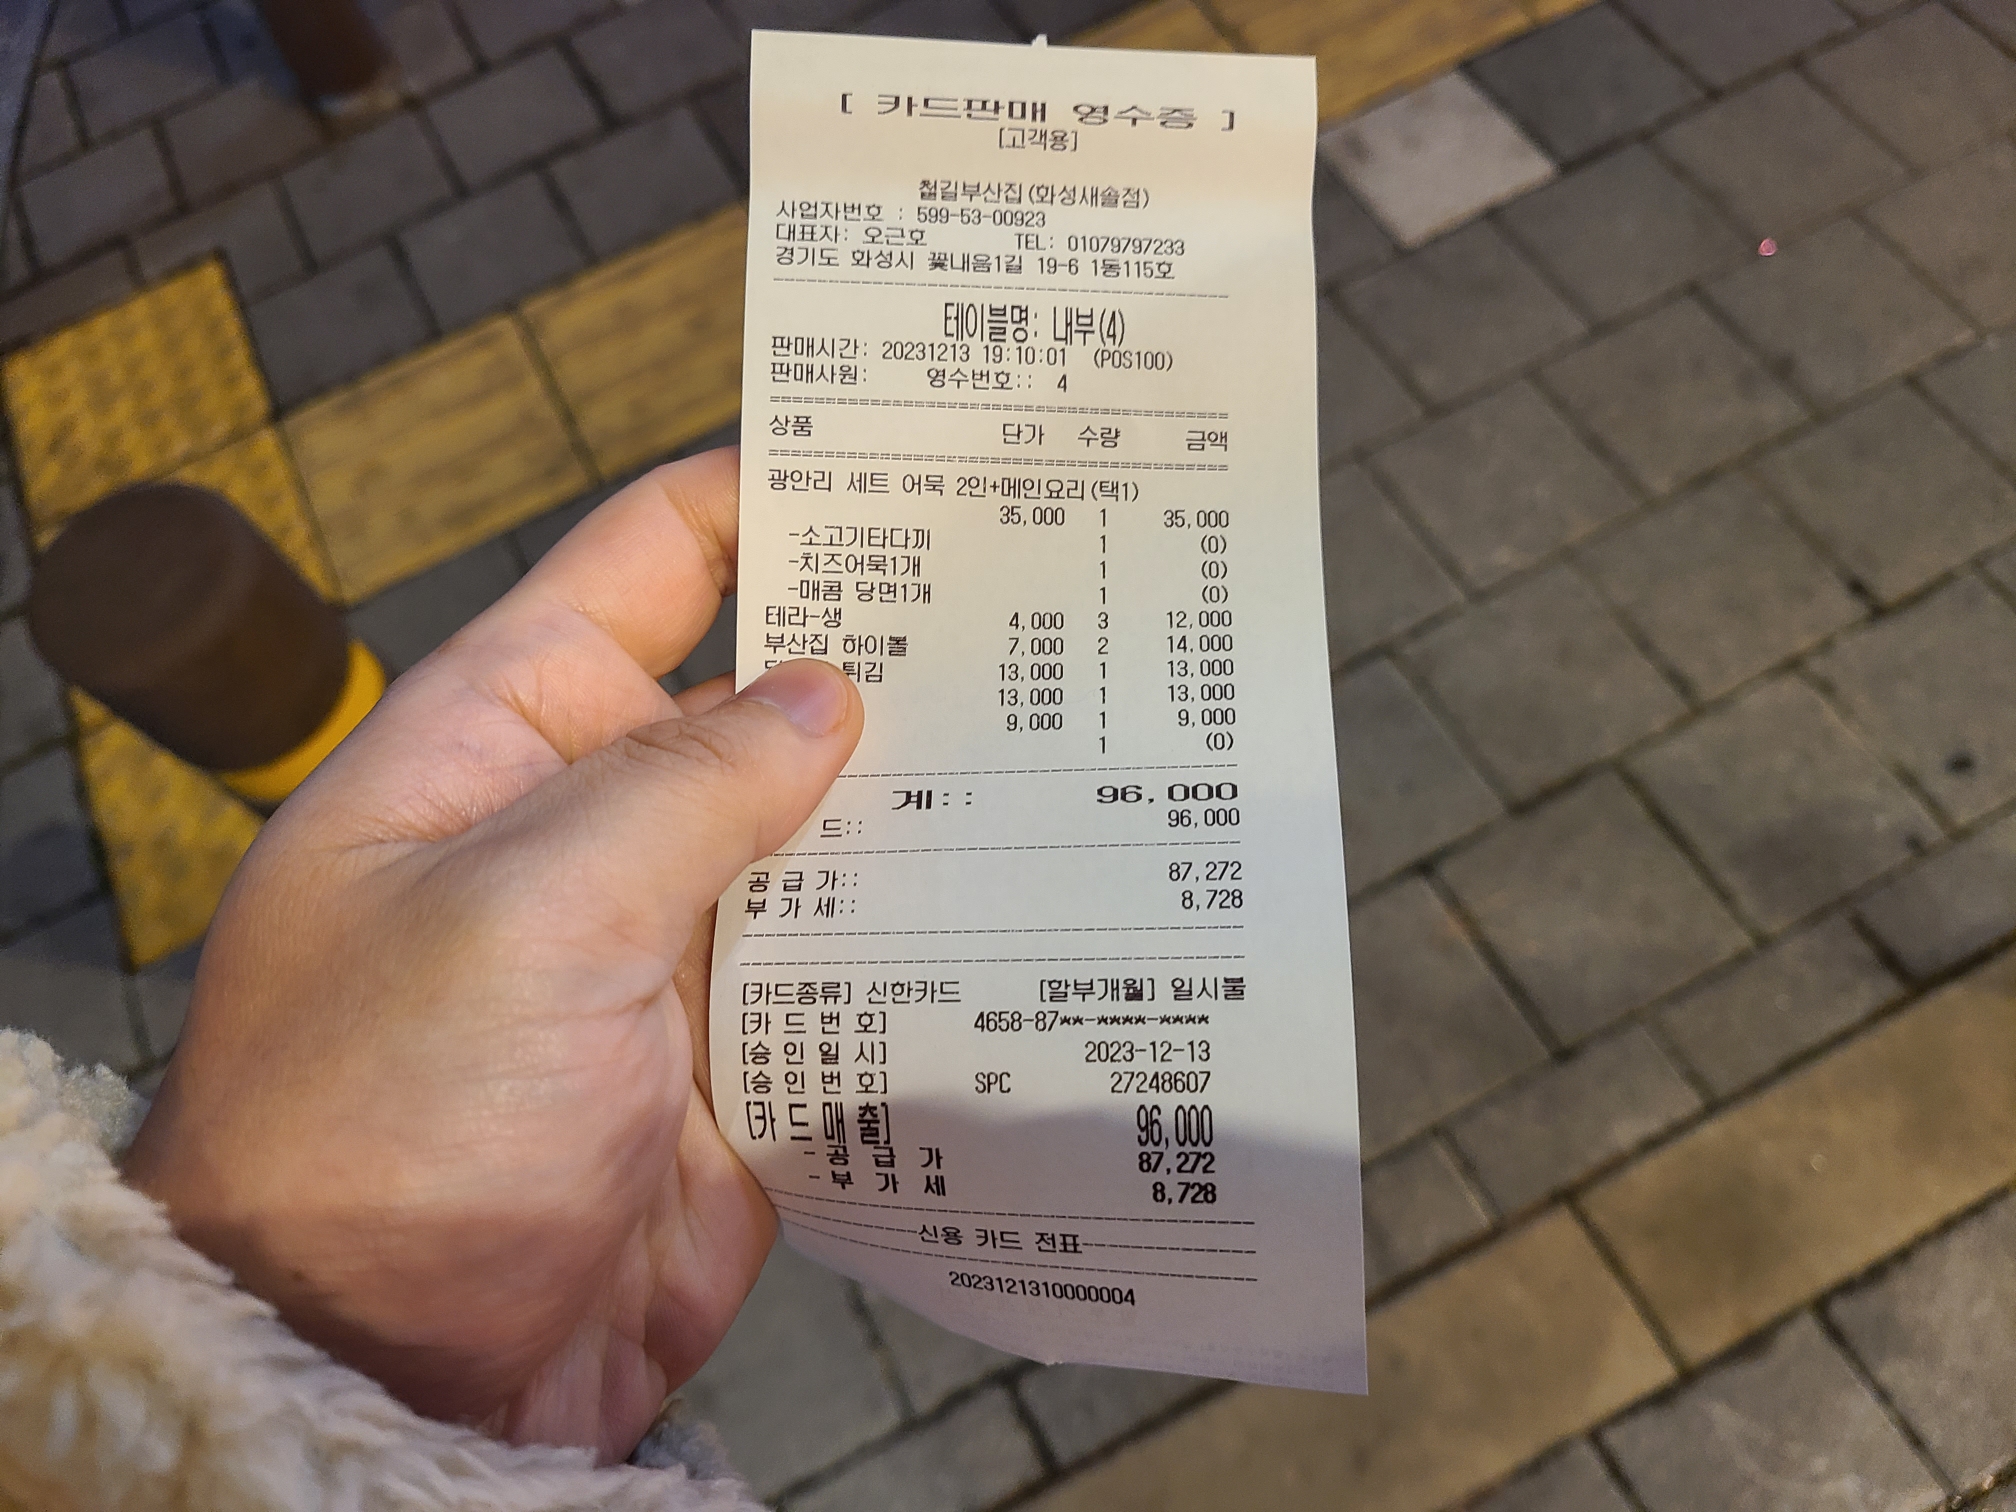 [ 카드판매 영수증 ]
[고객용]
철길부산집(화성새솔점)
사업자번호 : 599-53-00923
대표자: 오근호 TEL: 01079797233
경기도 화성시 꽃내음1길 19-6 1동115호
테이블명: 내부(4)
판매시간: 20231213 19:10:01 (POS100)
판매사원: 영수번호:: 4
상품 단가 수량 금액
광안리 세트 어묵 2인+메인요리(택1)
35,000 1 35,000
-소고기타다끼 1 (0)
-치즈어묵1개 1 (0)
-매콤 당면1개 1 (0)
테라-생 4,000 3 12,000
부산집 하이볼 7,000 2 14,000
튀김 13,000 1 13,000
13,000 1 13,000
9,000 1 9,000
1 (0)
계:: 96,000
드:: 96,000
공 급 가:: 87,272
부 가 세:: 8,728
[카드종류] 신한카드 [할부개월] 일시불
[카 드 번 호] 4658-87**-****-****
[승 인 일 시] 2023-12-13
[승 인 번 호] SPC 27248607
[카 드 매 출] 96,000
- 공 급 가 87,272
- 부 가 세 8,728
신용 카드 전표
2023121310000004